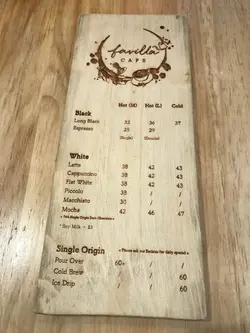 favilla
CAFE
Hot (M) Hot (L) Cold
Black
Long Black 32 36 37
Espresso 25 29
(Single) (Double)
White
Latte 38 42 43
Cappuccino 38 42 43
Flat White 38 42 43
Piccolo 38 / /
Macchiato 30 / /
Mocha 42 46 47
* Soy Milk + $3
Single Origin
Pour Over 60+ / /
Cold Brew / / 60
Ice Drip / / 60